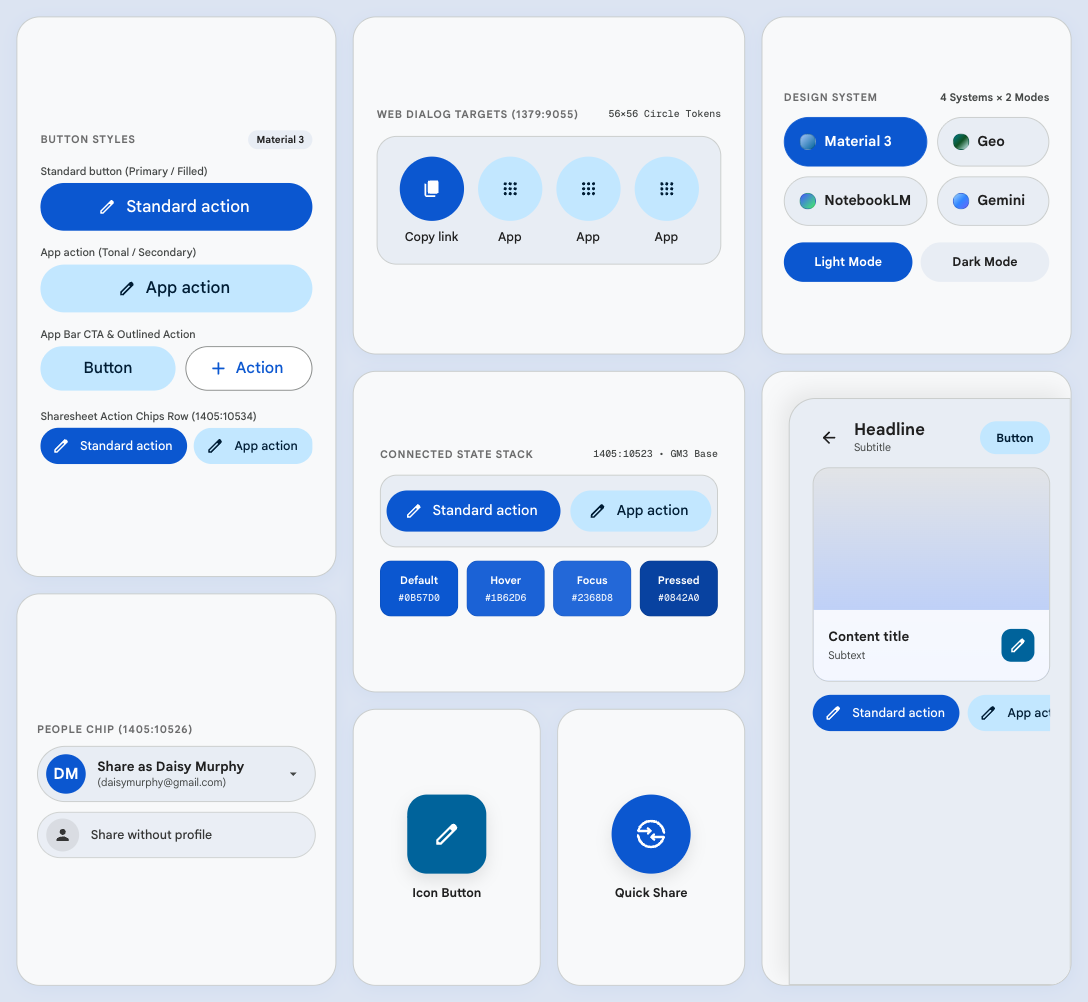 BUTTON STYLES
Material 3
Standard button (Primary / Filled)
Standard action
App action (Tonal / Secondary)
App action
App Bar CTA & Outlined Action
Button
Action
Sharesheet Action Chips Row (1405:10534)
Standard action
App action
PEOPLE CHIP (1405:10526)
DM
Share as Daisy Murphy
(daisymurphy@gmail.com)
Share without profile
WEB DIALOG TARGETS (1379:9055)
56×56 Circle Tokens
Copy link
App
App
App
CONNECTED STATE STACK
1405:10523 • GM3 Base
Standard action
App action
Default
#0B57D0
Hover
#1B62D6
Focus
#2368D8
Pressed
#0842A0
Icon Button
Quick Share
DESIGN SYSTEM
4 Systems × 2 Modes
Material 3
Geo
NotebookLM
Gemini
Light Mode
Dark Mode
Headline
Subtitle
Button
Content title
Subtext
Standard action
App act